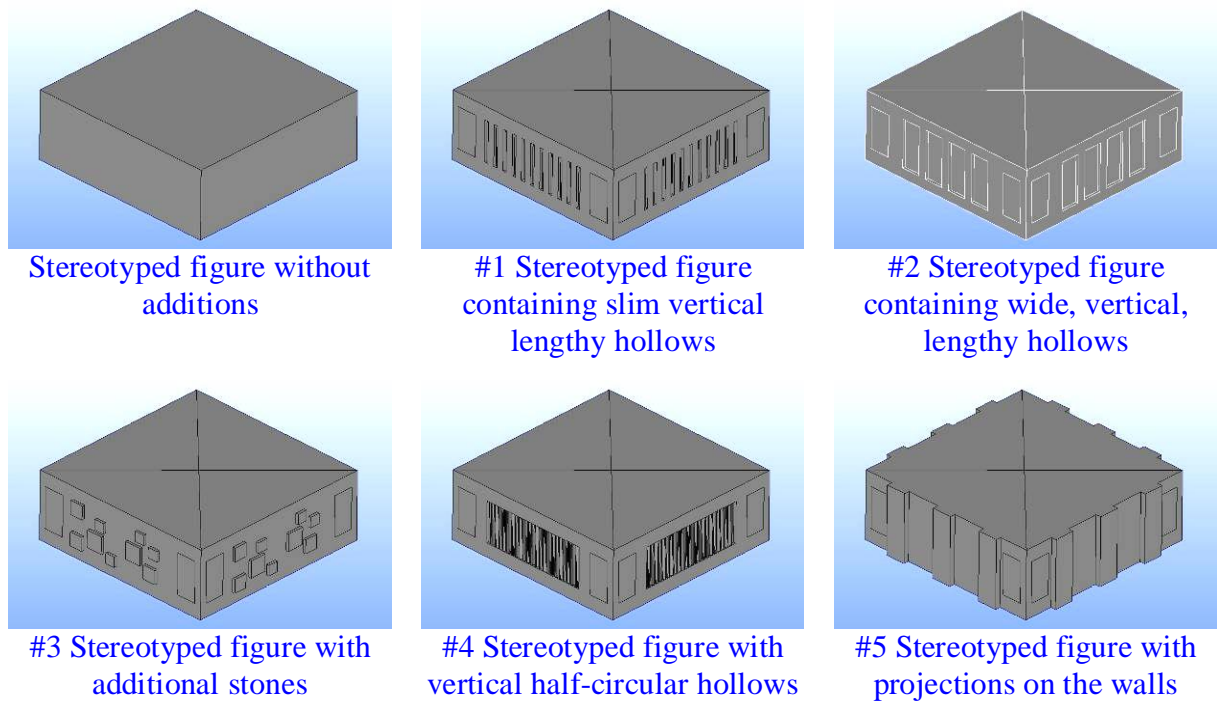 Stereotyped figure without
additions
#1 Stereotyped figure
containing slim vertical
lengthy hollows
#2 Stereotyped figure
containing wide, vertical,
lengthy hollows
#3 Stereotyped figure with
additional stones
#4 Stereotyped figure with
vertical half-circular hollows
#5 Stereotyped figure with
projections on the walls